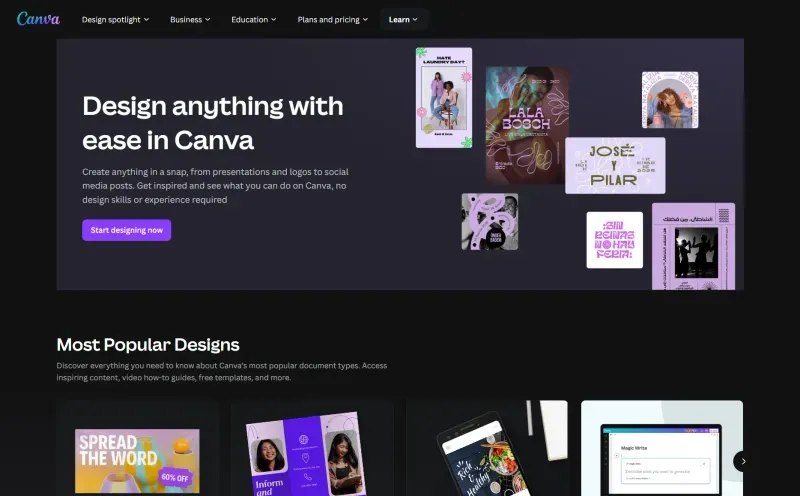 Canva
Design spotlight
Business
Education
Plans and pricing
Learn
Design anything with
ease in Canva
Create anything in a snap, from presentations and logos to social
media posts. Get inspired and see what you can do on Canva, no
design skills or experience required
Start designing now
HATE
LAUNDRY DAY?
LALA
BOSCH
JOSÉ
Y
PILAR
¡SIN
REINAS
NO HAY
FERIA!
Most Popular Designs
Discover everything you need to know about Canva's most popular document types. Access
inspiring content, video how-to guides, free templates, and more.
SPREAD
THE WORD
60% OFF
Inform
and
Rich &
Healthy
Magic Write